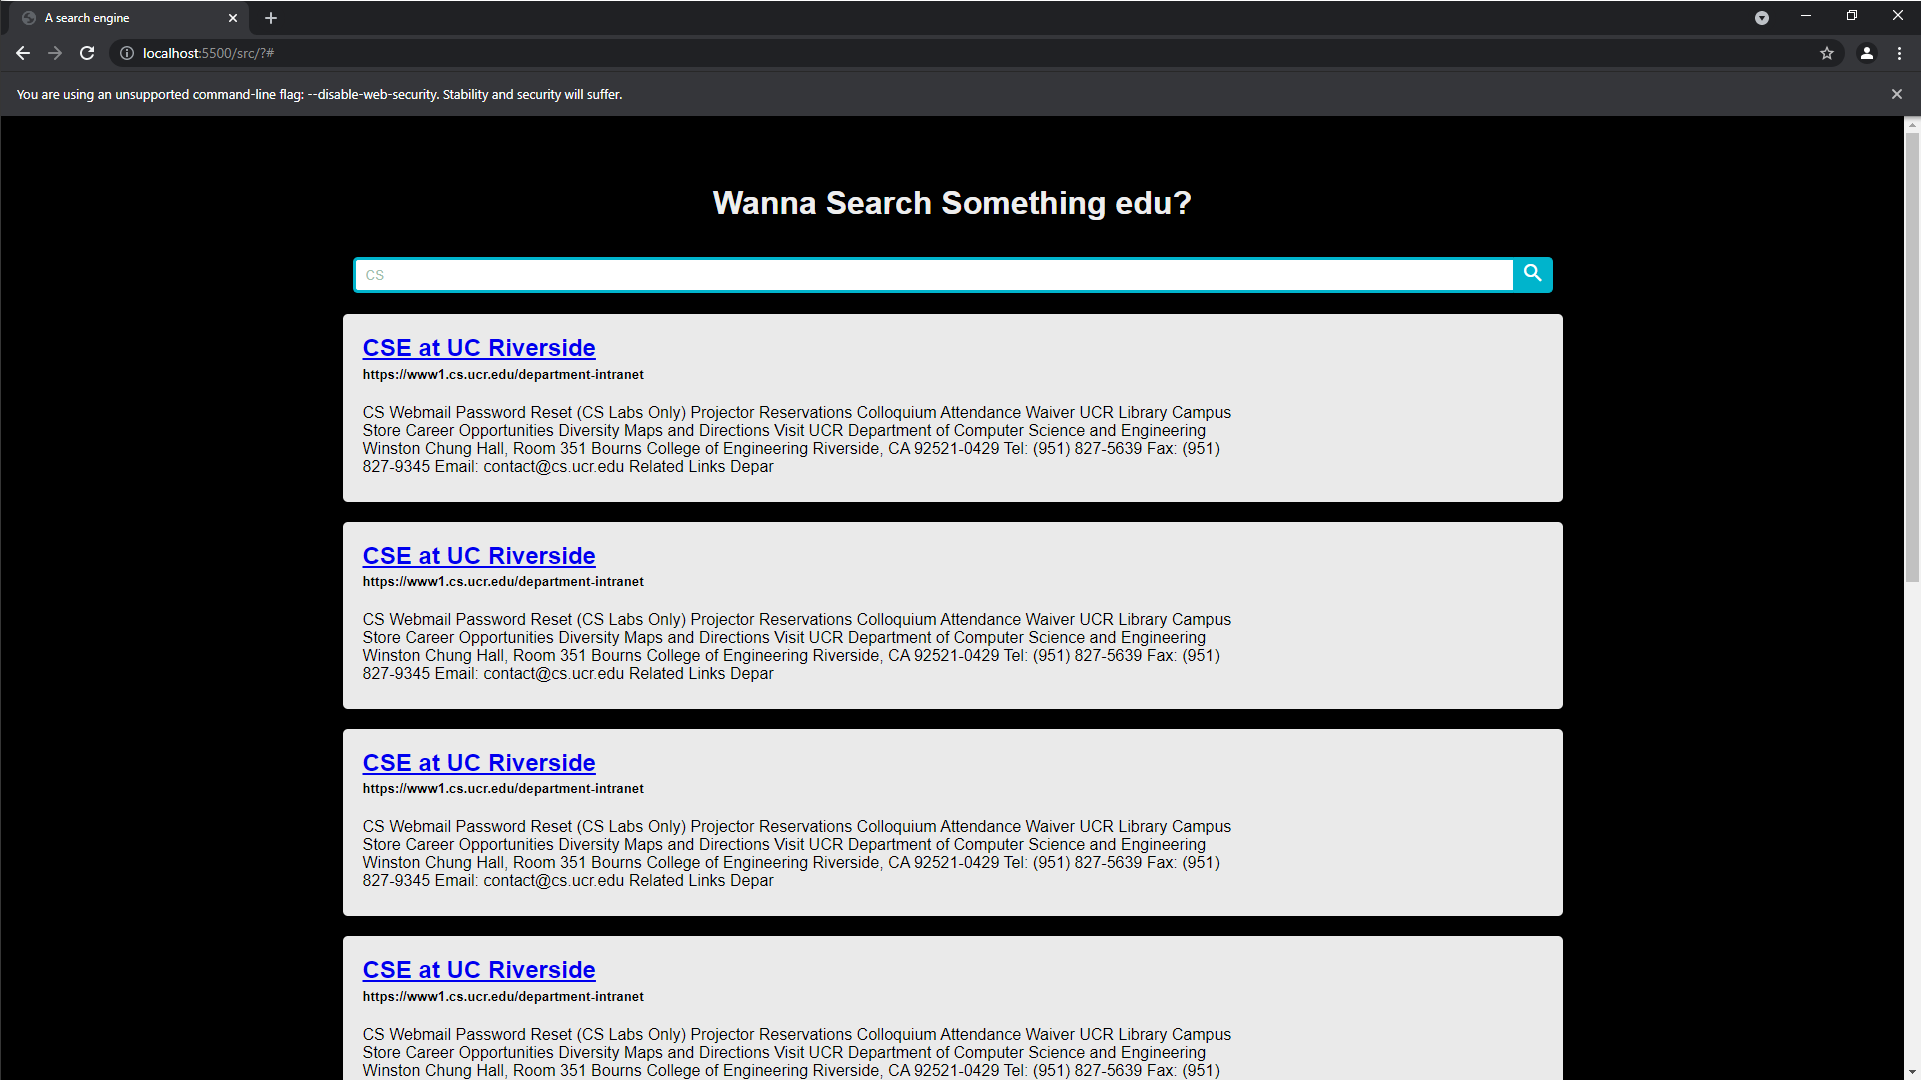 A search engine
localhost:5500/src/?#
You are using an unsupported command-line flag: --disable-web-security. Stability and security will suffer.
Wanna Search Something edu?
CS
CSE at UC Riverside
https://www1.cs.ucr.edu/department-intranet
CS Webmail Password Reset (CS Labs Only) Projector Reservations Colloquium Attendance Waiver UCR Library Campus
Store Career Opportunities Diversity Maps and Directions Visit UCR Department of Computer Science and Engineering
Winston Chung Hall, Room 351 Bourns College of Engineering Riverside, CA 92521-0429 Tel: (951) 827-5639 Fax: (951)
827-9345 Email: contact@cs.ucr.edu Related Links Depar
CSE at UC Riverside
https://www1.cs.ucr.edu/department-intranet
CS Webmail Password Reset (CS Labs Only) Projector Reservations Colloquium Attendance Waiver UCR Library Campus
Store Career Opportunities Diversity Maps and Directions Visit UCR Department of Computer Science and Engineering
Winston Chung Hall, Room 351 Bourns College of Engineering Riverside, CA 92521-0429 Tel: (951) 827-5639 Fax: (951)
827-9345 Email: contact@cs.ucr.edu Related Links Depar
CSE at UC Riverside
https://www1.cs.ucr.edu/department-intranet
CS Webmail Password Reset (CS Labs Only) Projector Reservations Colloquium Attendance Waiver UCR Library Campus
Store Career Opportunities Diversity Maps and Directions Visit UCR Department of Computer Science and Engineering
Winston Chung Hall, Room 351 Bourns College of Engineering Riverside, CA 92521-0429 Tel: (951) 827-5639 Fax: (951)
827-9345 Email: contact@cs.ucr.edu Related Links Depar
CSE at UC Riverside
https://www1.cs.ucr.edu/department-intranet
CS Webmail Password Reset (CS Labs Only) Projector Reservations Colloquium Attendance Waiver UCR Library Campus
Store Career Opportunities Diversity Maps and Directions Visit UCR Department of Computer Science and Engineering
Winston Chung Hall, Room 351 Bourns College of Engineering Riverside, CA 92521-0429 Tel: (951) 827-5639 Fax: (951)